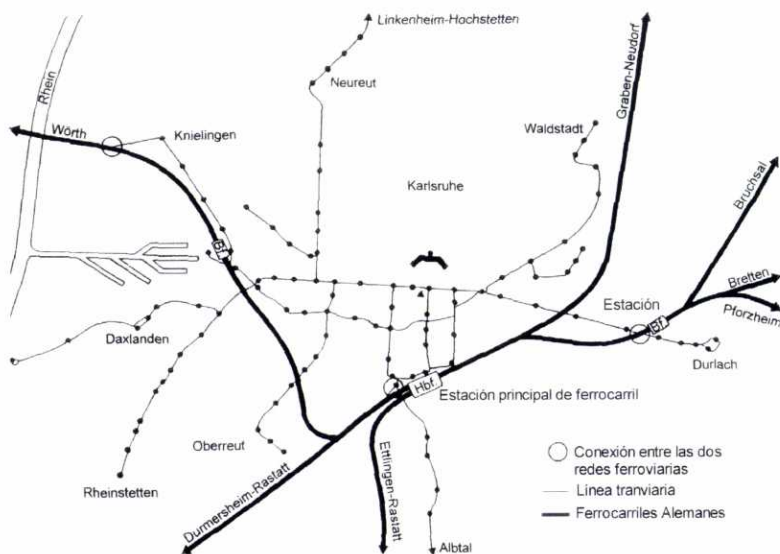 Linkenheim-Hochstetten
Rhein
Neureut
Graben-Neudorf
Wörth
Knielingen
Waldstadt
Karlsruhe
Bruchsal
Bf.
Bretten
Estación
Pforzheim
Bf.
Daxlanden
Durlach
Hbf.
Estación principal de ferrocarril
Oberreut
Ettlingen-Rastatt
Rheinstetten
Durmersheim-Rastatt
Albtal
Conexión entre las dos
redes ferroviarias
Linea tranviaria
Ferrocarriles Alemanes